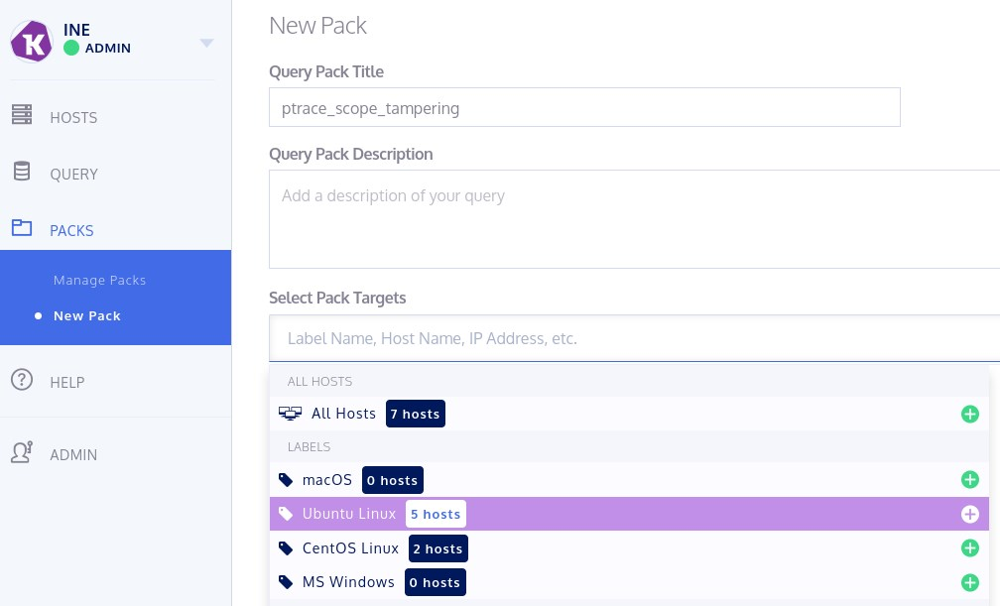 INE
ADMIN
HOSTS
QUERY
PACKS
Manage Packs
New Pack
HELP
ADMIN
New Pack
Query Pack Title
ptrace_scope_tampering
Query Pack Description
Add a description of your query
Select Pack Targets
Label Name, Host Name, IP Address, etc.
ALL HOSTS
All Hosts 7 hosts
LABELS
macOS 0 hosts
Ubuntu Linux 5 hosts
CentOS Linux 2 hosts
MS Windows 0 hosts